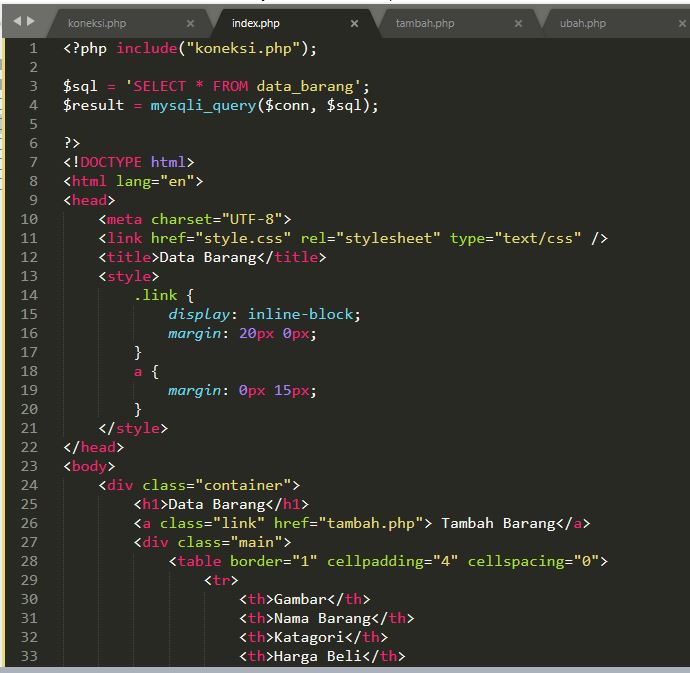 koneksi.php × index.php × tambah.php × ubah.php ×
1 <?php include("koneksi.php");
2
3 $sql = 'SELECT * FROM data_barang';
4 $result = mysqli_query($conn, $sql);
5
6 ?>
7 <!DOCTYPE html>
8 <html lang="en">
9 <head>
10     <meta charset="UTF-8">
11     <link href="style.css" rel="stylesheet" type="text/css" />
12     <title>Data Barang</title>
13     <style>
14         .link {
15             display: inline-block;
16             margin: 20px 0px;
17         }
18         a {
19             margin: 0px 15px;
20         }
21     </style>
22 </head>
23 <body>
24     <div class="container">
25         <h1>Data Barang</h1>
26         <a class="link" href="tambah.php"> Tambah Barang</a>
27         <div class="main">
28             <table border="1" cellpadding="4" cellspacing="0">
29                 <tr>
30                     <th>Gambar</th>
31                     <th>Nama Barang</th>
32                     <th>Katagori</th>
33                     <th>Harga Beli</th>